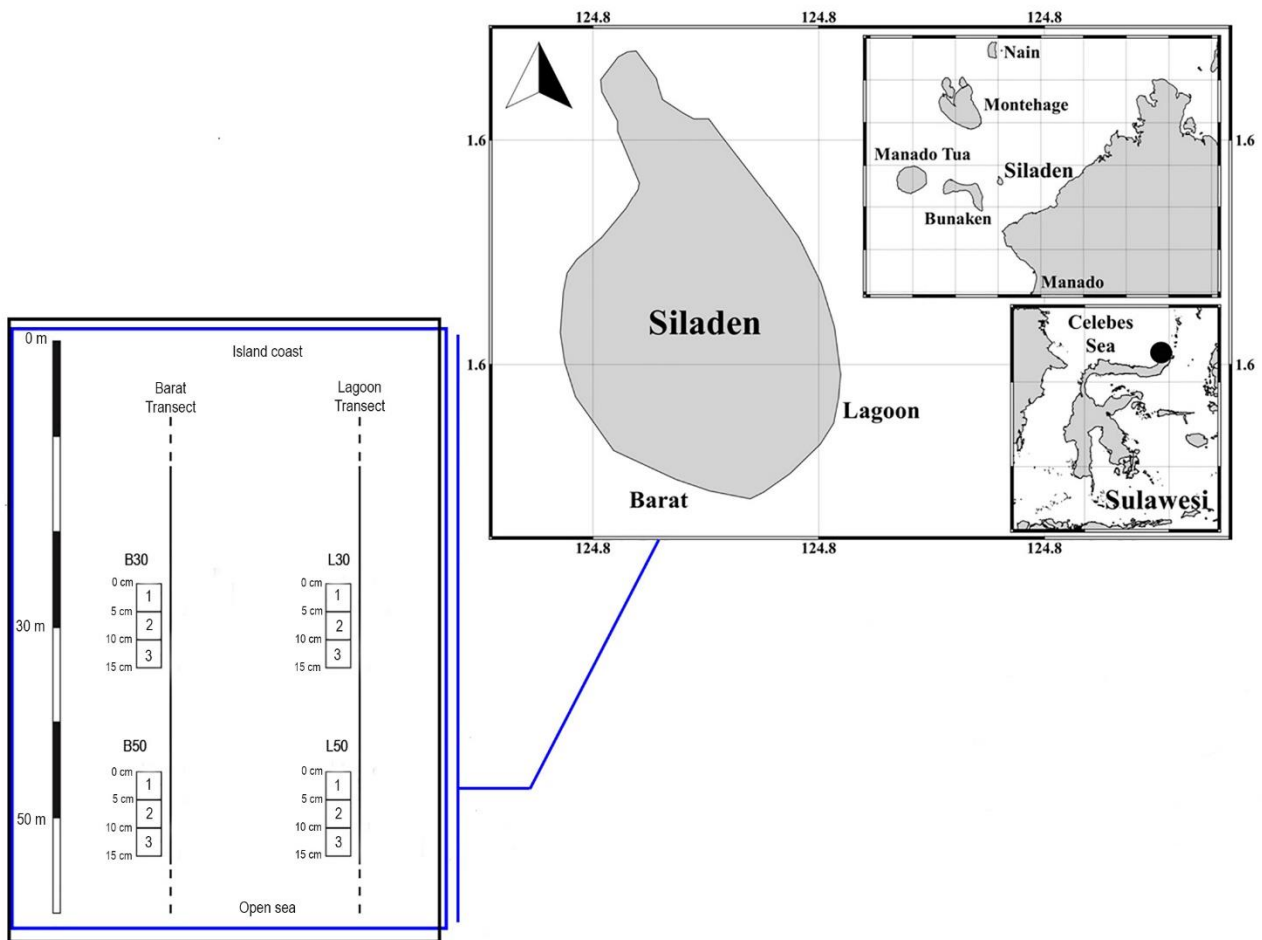 124.8 124.8 124.8
1.6 1.6
1.6 1.6
Siladen
Lagoon
Barat
124.8 124.8 124.8
Nain
Montehage
Manado Tua
Siladen
Bunaken
Manado
Celebes
Sea
Sulawesi
0 m
30 m
50 m
Island coast
Barat
Transect
Lagoon
Transect
B30
0 cm
1
5 cm
2
10 cm
3
15 cm
L30
0 cm
1
5 cm
2
10 cm
3
15 cm
B50
0 cm
1
5 cm
2
10 cm
3
15 cm
L50
0 cm
1
5 cm
2
10 cm
3
15 cm
Open sea